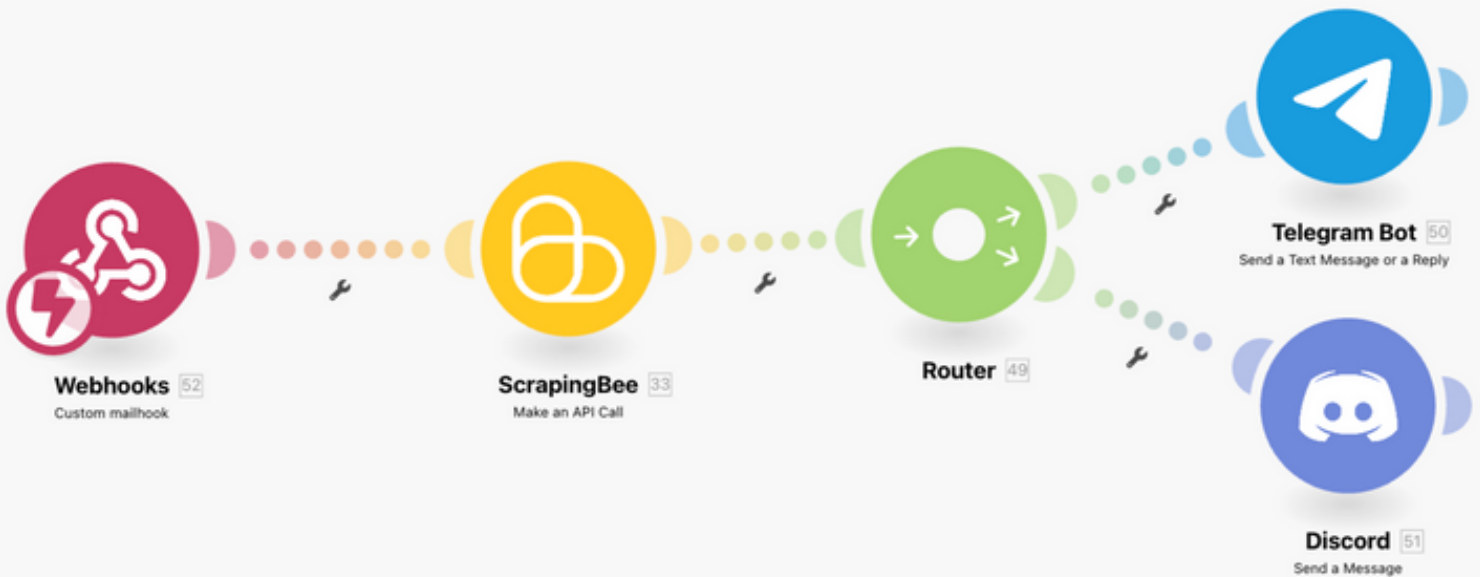 Webhooks 52
Custom mailhook
ScrapingBee 33
Make an API Call
Router 49
Telegram Bot 50
Send a Text Message or a Reply
Discord 51
Send a Message